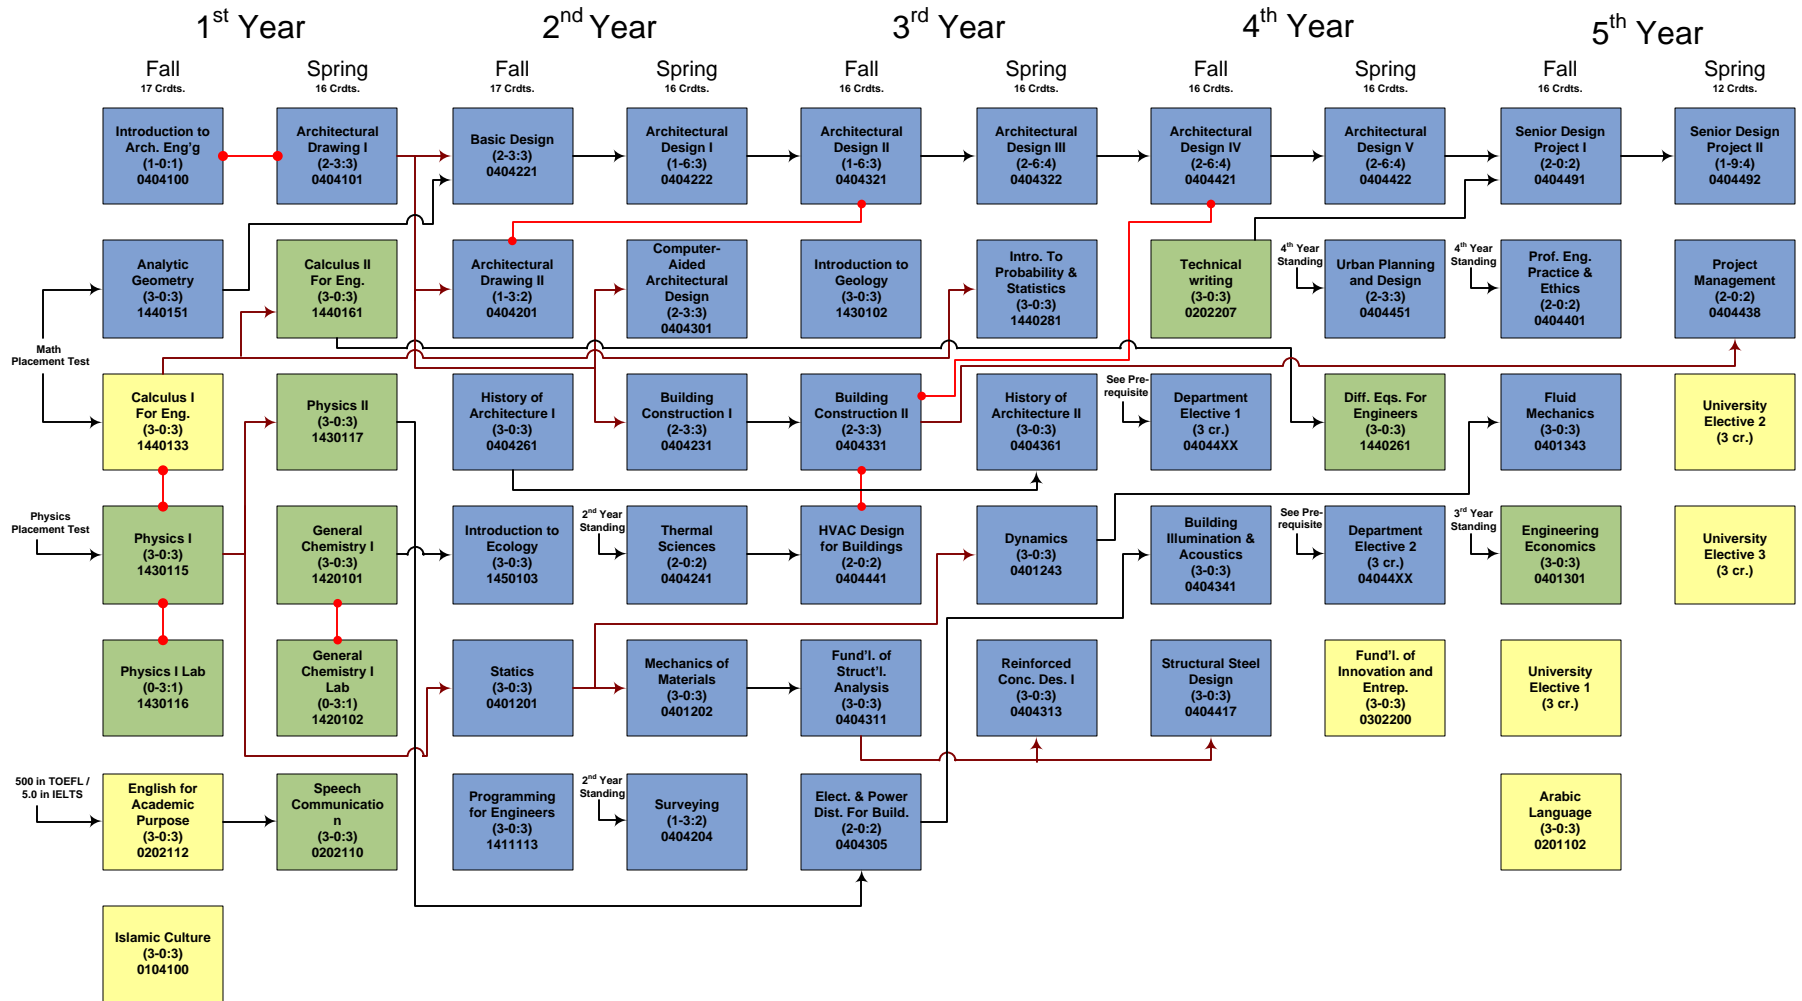 1st Year
2nd Year
3rd Year
4th Year
5th Year
Fall
17 Crdts.
Spring
16 Crdts.
Fall
17 Crdts.
Spring
16 Crdts.
Fall
16 Crdts.
Spring
16 Crdts.
Fall
16 Crdts.
Spring
16 Crdts.
Fall
16 Crdts.
Spring
12 Crdts.
Introduction to
Arch. Eng'g
(1-0:1)
0404100
Architectural
Drawing I
(2-3:3)
0404101
Basic Design
(2-3:3)
0404221
Architectural
Design I
(1-6:3)
0404222
Architectural
Design II
(1-6:3)
0404321
Architectural
Design III
(2-6:4)
0404322
Architectural
Design IV
(2-6:4)
0404421
Architectural
Design V
(2-6:4)
0404422
Senior Design
Project I
(2-0:2)
0404491
Senior Design
Project II
(1-9:4)
0404492
Analytic
Geometry
(3-0:3)
1440151
Calculus II
For Eng.
(3-0:3)
1440161
Architectural
Drawing II
(1-3:2)
0404201
Computer-
Aided
Architectural
Design
(2-3:3)
0404301
Introduction to
Geology
(3-0:3)
1430102
Intro. To
Probability &
Statistics
(3-0:3)
1440281
Technical
writing
(3-0:3)
0202207
4th Year
Standing
Urban Planning
and Design
(2-3:3)
0404451
4th Year
Standing
Prof. Eng.
Practice &
Ethics
(2-0:2)
0404401
Project
Management
(2-0:2)
0404438
Math
Placement Test
Calculus I
For Eng.
(3-0:3)
1440133
Physics II
(3-0:3)
1430117
History of
Architecture I
(3-0:3)
0404261
Building
Construction I
(2-3:3)
0404231
Building
Construction II
(2-3:3)
0404331
History of
Architecture II
(3-0:3)
0404361
See Pre-
requisite
Department
Elective 1
(3 cr.)
04044XX
Diff. Eqs. For
Engineers
(3-0:3)
1440261
Fluid
Mechanics
(3-0:3)
0401343
University
Elective 2
(3 cr.)
Physics
Placement Test
Physics I
(3-0:3)
1430115
General
Chemistry I
(3-0:3)
1420101
Introduction to
Ecology
(3-0:3)
1450103
2nd Year
Standing
Thermal
Sciences
(2-0:2)
0404241
HVAC Design
for Buildings
(2-0:2)
0404441
Dynamics
(3-0:3)
0401243
Building
Illumination &
Acoustics
(3-0:3)
0404341
See Pre-
requisite
Department
Elective 2
(3 cr.)
04044XX
3rd Year
Standing
Engineering
Economics
(3-0:3)
0401301
University
Elective 3
(3 cr.)
Physics I Lab
(0-3:1)
1430116
General
Chemistry I
Lab
(0-3:1)
1420102
Statics
(3-0:3)
0401201
Mechanics of
Materials
(3-0:3)
0401202
Fund'l. of
Struct'l.
Analysis
(3-0:3)
0404311
Reinforced
Conc. Des. I
(3-0:3)
0404313
Structural Steel
Design
(3-0:3)
0404417
Fund'l. of
Innovation and
Entrep.
(3-0:3)
0302200
University
Elective 1
(3 cr.)
500 in TOEFL /
5.0 in IELTS
English for
Academic
Purpose
(3-0:3)
0202112
Speech
Communicatio
n
(3-0:3)
0202110
Programming
for Engineers
(3-0:3)
1411113
2nd Year
Standing
Surveying
(1-3:2)
0404204
Elect. & Power
Dist. For Build.
(2-0:2)
0404305
Arabic
Language
(3-0:3)
0201102
Islamic Culture
(3-0:3)
0104100